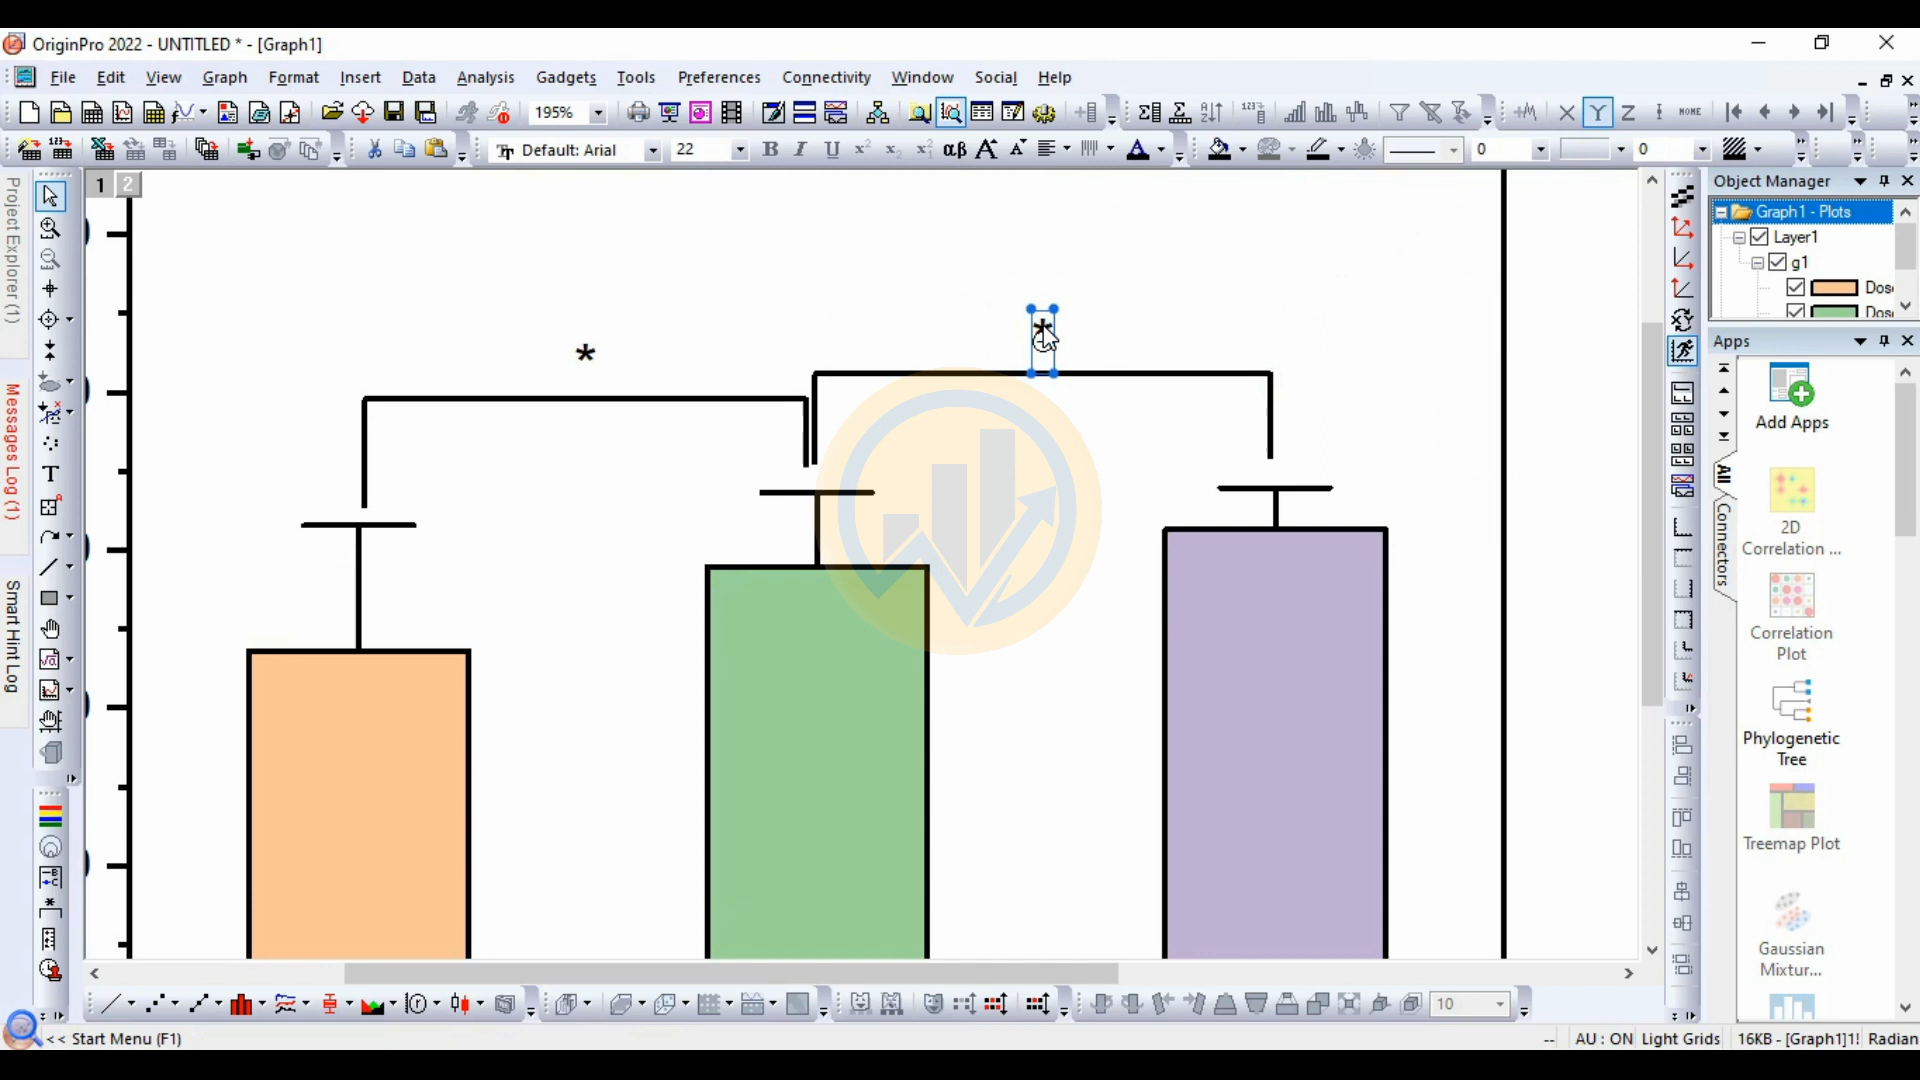 OriginPro 2022 - UNTITLED * - [Graph1]
File Edit View Graph Format Insert Data Analysis Gadgets Tools Preferences Connectivity Window Social Help
195%
HOME
Default: Arial 22 B I U αβ A A 0 0
1 2
Project Explorer (1)
Messages Log (1)
Smart Hint Log
T
*
*
Object Manager
Graph1 - Plots
Layer1
g1
Apps
All
Connectors
Add Apps
2D
Correlation ...
Correlation
Plot
Phylogenetic
Tree
Treemap Plot
Gaussian
Mixtur...
10
<< Start Menu (F1)
-- AU : ON Light Grids 16KB - [Graph1]1! Radian